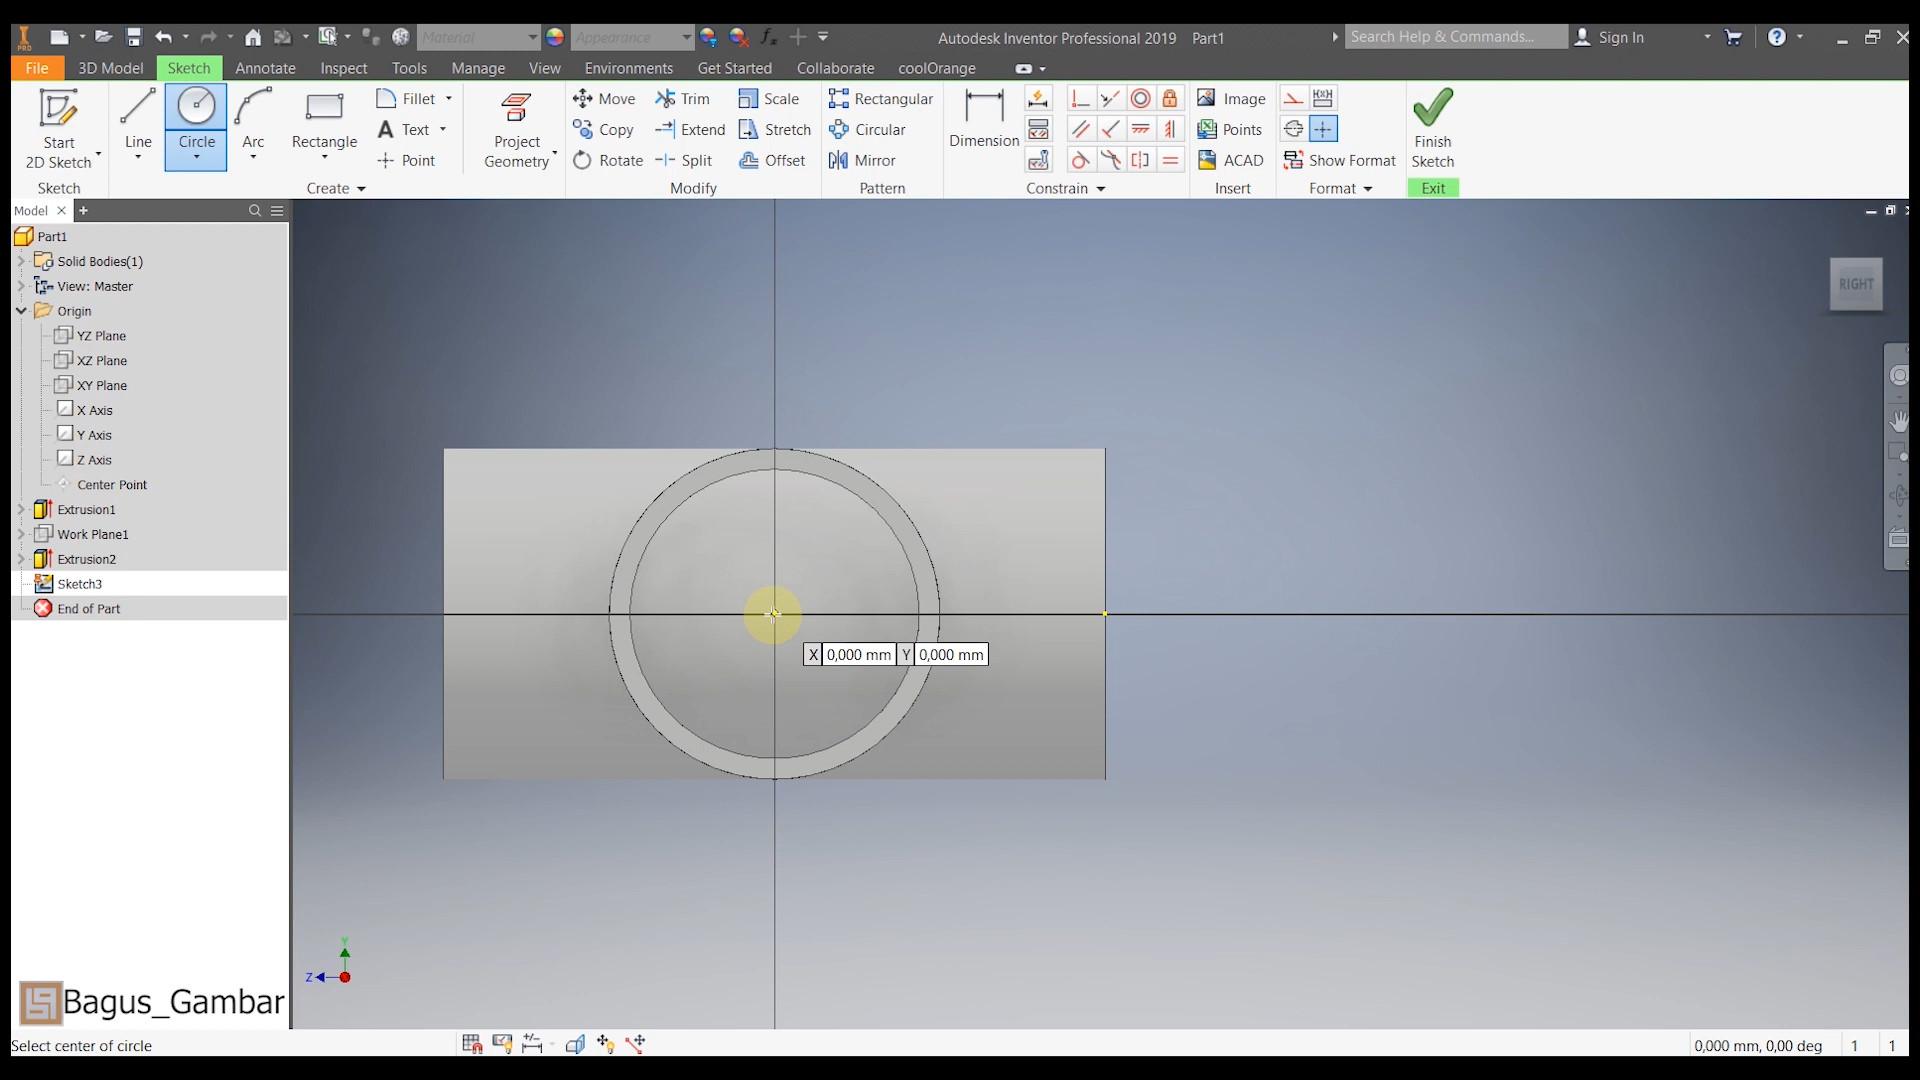 PRO
Material
Appearance
Autodesk Inventor Professional 2019 Part1
Search Help & Commands...
Sign In
File 3D Model Sketch Annotate Inspect Tools Manage View Environments Get Started Collaborate coolOrange
Start
2D Sketch
Sketch
Line
Circle
Arc
Rectangle
Fillet
Text
Point
Create
Project
Geometry
Move
Copy
Rotate
Trim
Extend
Split
Scale
Stretch
Offset
Modify
Rectangular
Circular
Mirror
Pattern
Dimension
Constrain
Image
Points
ACAD
Insert
Show Format
Format
Finish
Sketch
Exit
Model
Part1
Solid Bodies(1)
View: Master
Origin
YZ Plane
XZ Plane
XY Plane
X Axis
Y Axis
Z Axis
Center Point
Extrusion1
Work Plane1
Extrusion2
Sketch3
End of Part
RIGHT
X 0,000 mm Y 0,000 mm
Y
Z
Bagus_Gambar
Select center of circle
0,000 mm, 0,00 deg 1 1